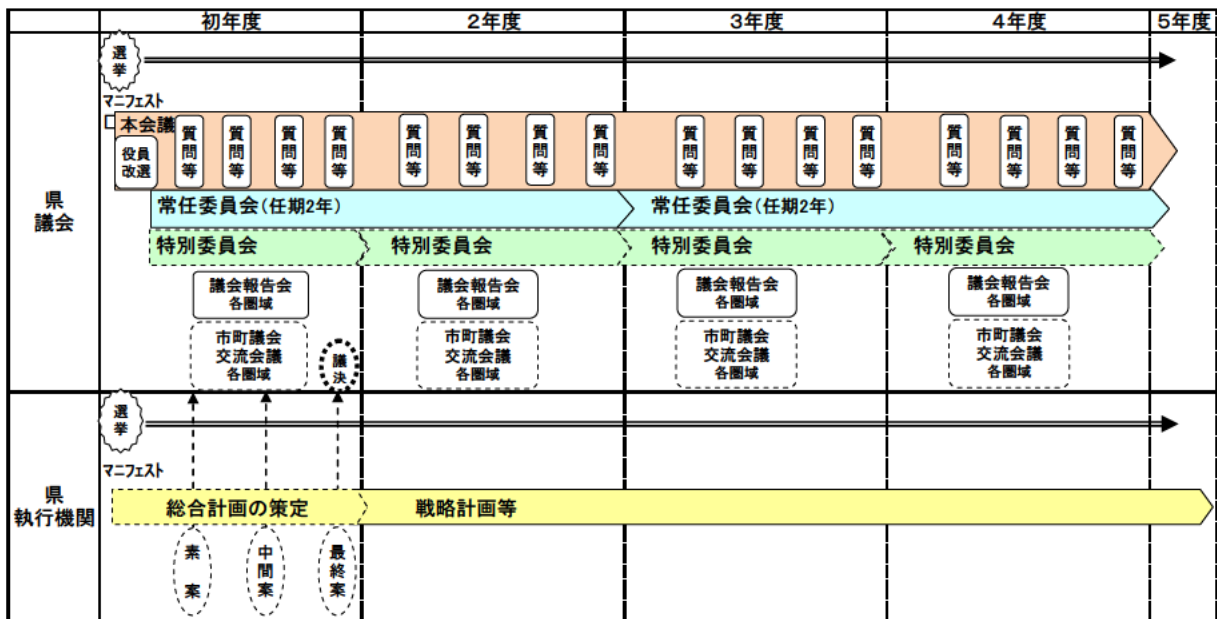 初年度 2年度 3年度 4年度 5年度
県
議会
選
挙
マニフェスト
本会議
役員
改選
質
問
等
質
問
等
質
問
等
質
問
等
質
問
等
質
問
等
質
問
等
質
問
等
質
問
等
質
問
等
質
問
等
質
問
等
質
問
等
質
問
等
質
問
等
質
問
等
常任委員会(任期2年) 常任委員会(任期2年)
特別委員会 特別委員会 特別委員会 特別委員会
議会報告会 議会報告会 議会報告会 議会報告会
各圏域 各圏域 各圏域 各圏域
市町議会 市町議会 市町議会 市町議会
交流会議 交流会議 交流会議 交流会議
各圏域 各圏域 各圏域 各圏域
議
決
県
執行機関
選
挙
マニフェスト
総合計画の策定 戦略計画等
素
案
中
間
案
最
終
案